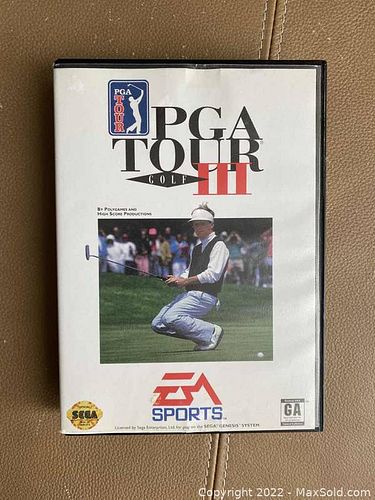 PGA
TOUR
PGA
TOUR
GOLF III
BY POLYGAMES AND
HIGH SCORE PRODUCTIONS
EA
SPORTS
SEGA
GA
Licensed by Sega Enterprises, Ltd. for play on the SEGA GENESIS SYSTEM.
Copyright © 2022 - MaxSold.com